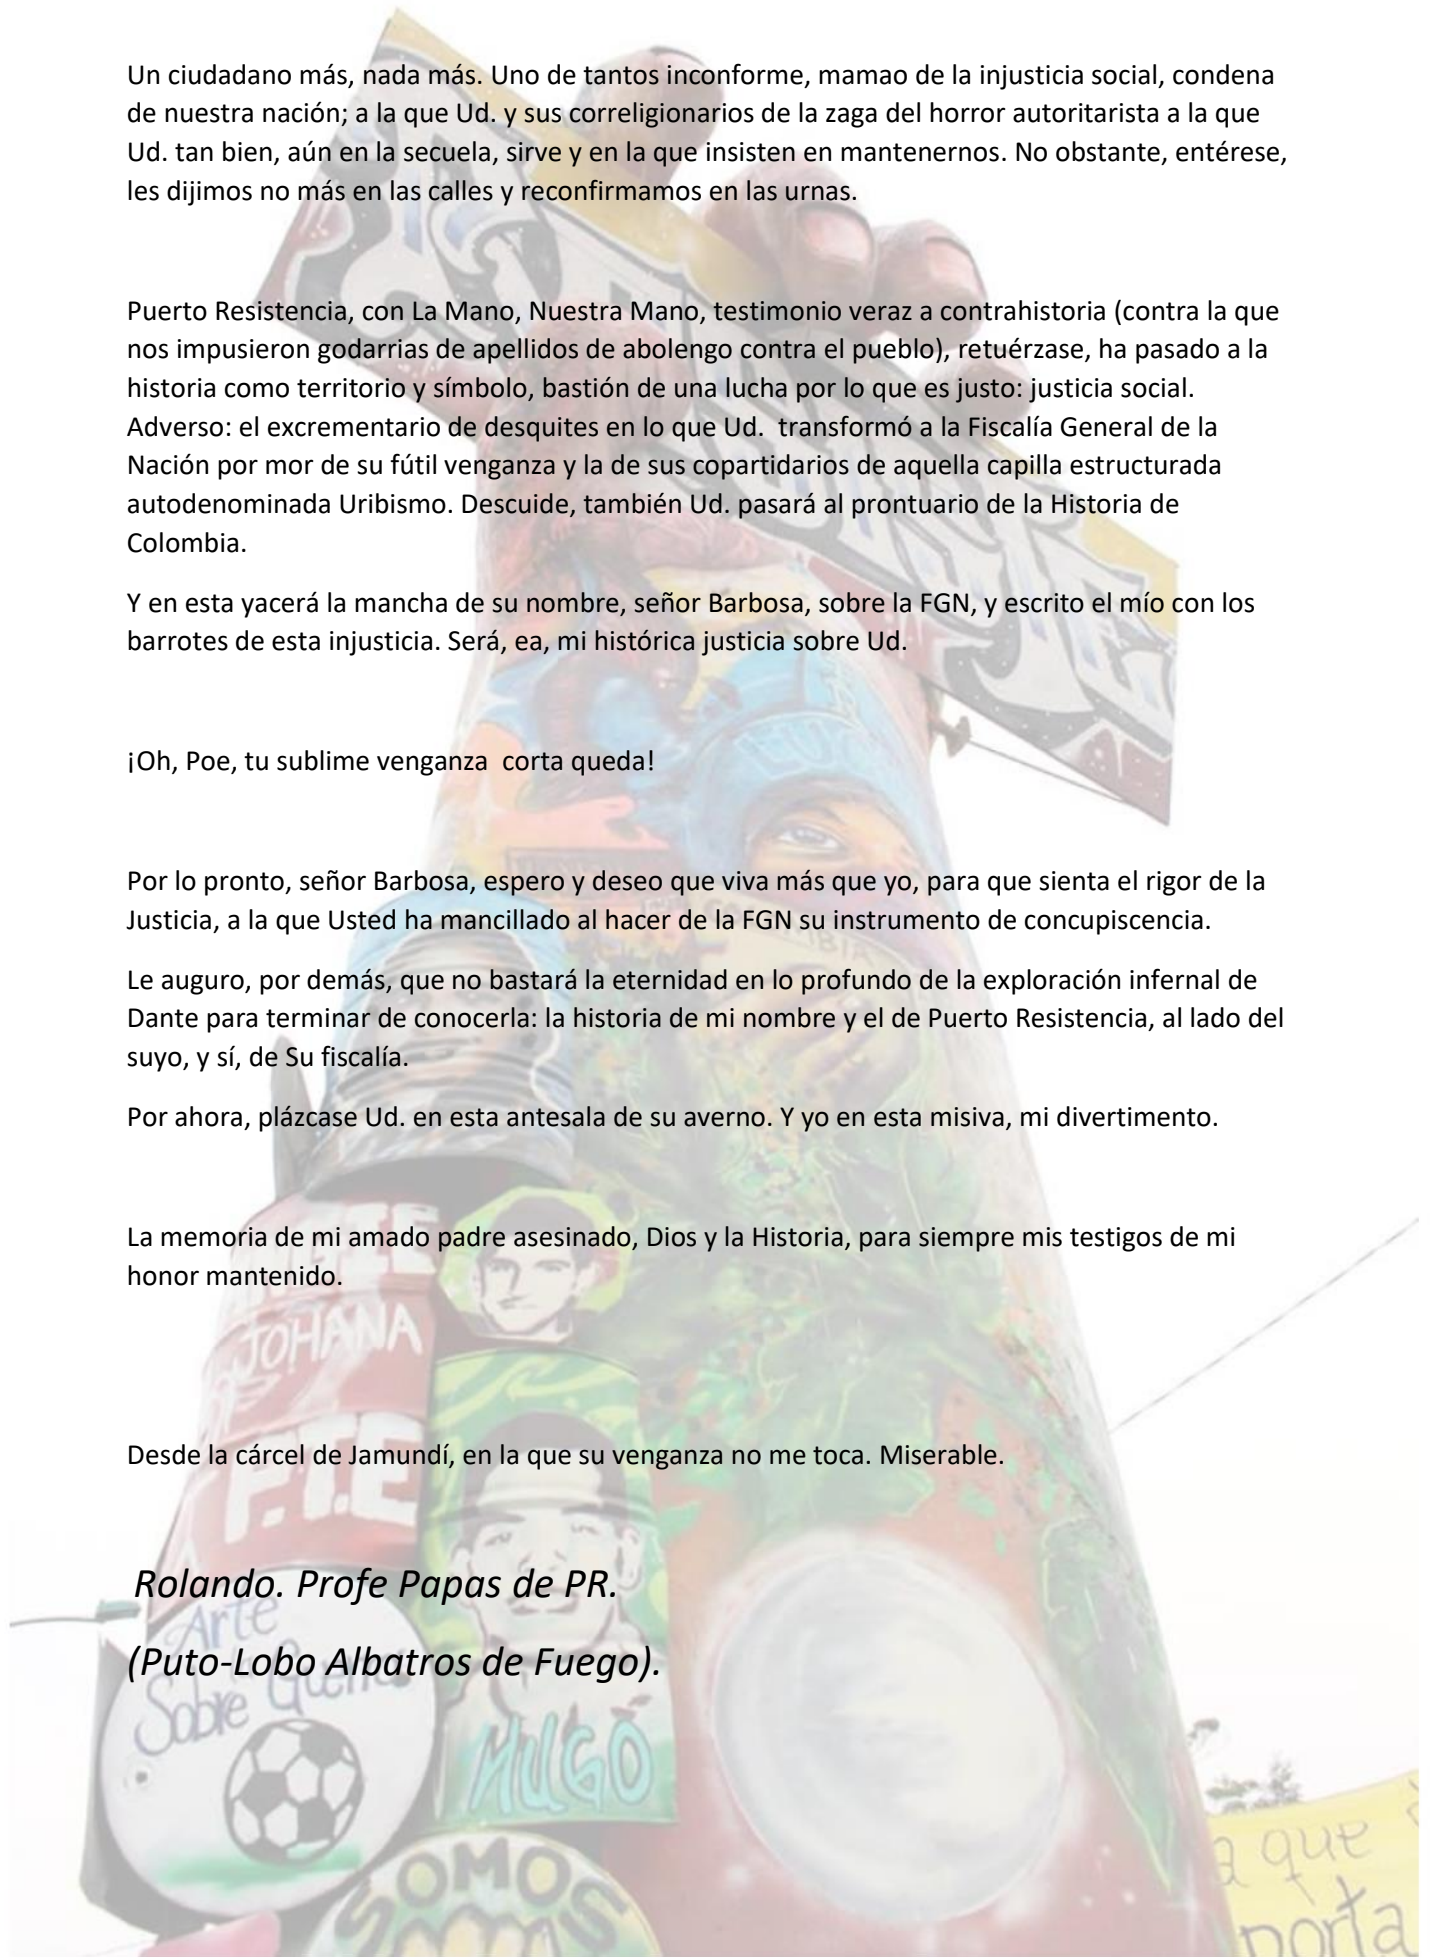 Un ciudadano más, nada más. Uno de tantos inconforme, mamao de la injusticia social, condena
de nuestra nación; a la que Ud. y sus correligionarios de la zaga del horror autoritarista a la que
Ud. tan bien, aún en la secuela, sirve y en la que insisten en mantenernos. No obstante, entérese,
les dijimos no más en las calles y reconfirmamos en las urnas.
Puerto Resistencia, con La Mano, Nuestra Mano, testimonio veraz a contrahistoria (contra la que
nos impusieron godarrias de apellidos de abolengo contra el pueblo), retuérzase, ha pasado a la
historia como territorio y símbolo, bastión de una lucha por lo que es justo: justicia social.
Adverso: el excrementario de desquites en lo que Ud.  transformó a la Fiscalía General de la
Nación por mor de su fútil venganza y la de sus copartidarios de aquella capilla estructurada
autodenominada Uribismo. Descuide, también Ud. pasará al prontuario de la Historia de
Colombia.
Y en esta yacerá la mancha de su nombre, señor Barbosa, sobre la FGN, y escrito el mío con los
barrotes de esta injusticia. Será, ea, mi histórica justicia sobre Ud.
¡Oh, Poe, tu sublime venganza  corta queda!
Por lo pronto, señor Barbosa, espero y deseo que viva más que yo, para que sienta el rigor de la
Justicia, a la que Usted ha mancillado al hacer de la FGN su instrumento de concupiscencia.
Le auguro, por demás, que no bastará la eternidad en lo profundo de la exploración infernal de
Dante para terminar de conocerla: la historia de mi nombre y el de Puerto Resistencia, al lado del
suyo, y sí, de Su fiscalía.
Por ahora, plázcase Ud. en esta antesala de su averno. Y yo en esta misiva, mi divertimento.
La memoria de mi amado padre asesinado, Dios y la Historia, para siempre mis testigos de mi
honor mantenido.
JOHANA
F.T.E
Desde la cárcel de Jamundí, en la que su venganza no me toca. Miserable.
Rolando. Profe Papas de PR.
(Puto-Lobo Albatros de Fuego).
Arte
Sobre
HUGO
SOMOS
a que
porta